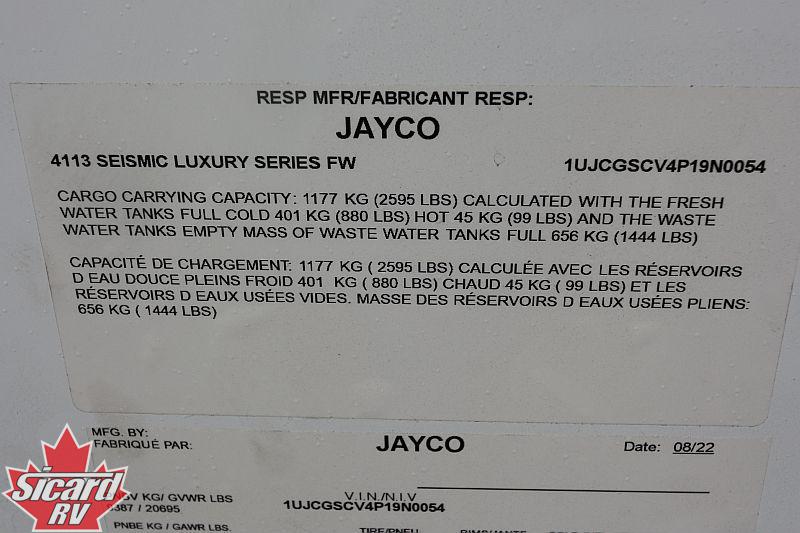 RESP MFR/FABRICANT RESP:
JAYCO
4113 SEISMIC LUXURY SERIES FW 1UJCGSCV4P19N0054
CARGO CARRYING CAPACITY: 1177 KG (2595 LBS) CALCULATED WITH THE FRESH
WATER TANKS FULL COLD 401 KG (880 LBS) HOT 45 KG (99 LBS) AND THE WASTE
WATER TANKS EMPTY MASS OF WASTE WATER TANKS FULL 656 KG (1444 LBS)
CAPACITÉ DE CHARGEMENT: 1177 KG ( 2595 LBS) CALCULÉE AVEC LES RÉSERVOIRS
D EAU DOUCE PLEINS FROID 401 KG ( 880 LBS) CHAUD 45 KG ( 99 LBS) ET LES
RÉSERVOIRS D EAUX USÉES VIDES. MASSE DES RÉSERVOIRS D EAUX USÉES PLIENS:
656 KG ( 1444 LBS)
MFG. BY:
FABRIQUÉ PAR: JAYCO Date: 08/22
KG/ GVWR LBS V.I.N./N.I.V
/ 20695 1UJCGSCV4P19N0054
PNBE KG / GAWR LBS. TIRE/PNEU
Sicard
RV